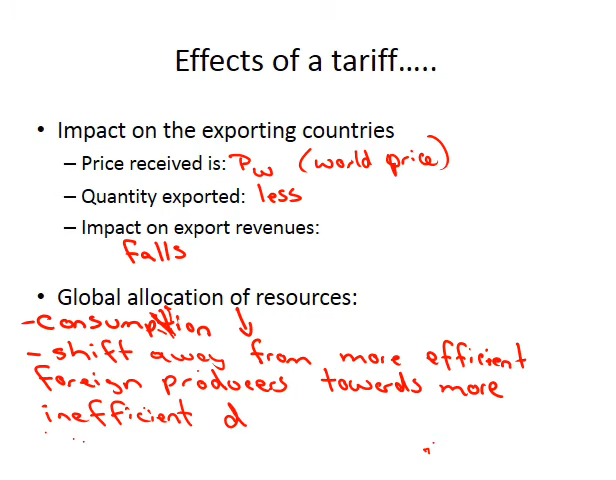 Effects of a tariff.....
• Impact on the exporting countries
– Price received is: Pw (world price)
– Quantity exported: less
– Impact on export revenues:
falls
• Global allocation of resources:
- consumption ↓
- shift away from more efficient
foreign producers towards more
inefficient d